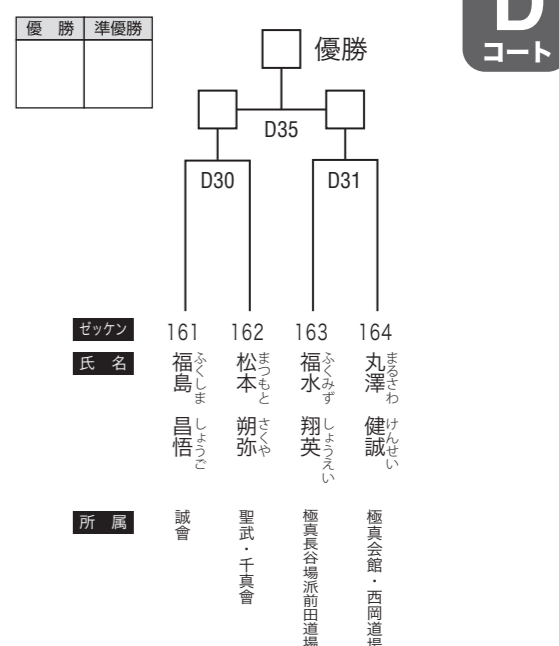 優 勝 準優勝
D
コート
優勝
D35
D30 D31
ゼッケン 161 162 163 164
氏 名
福島 昌悟
ふくしま しょうご
松本 朔弥
まつもと さくや
福水 翔英
ふくみず しょうえい
丸澤 健誠
まるさわ けんせい
所 属
誠會
聖武・千真會
極真長谷場派前田道場
極真会館・西岡道場